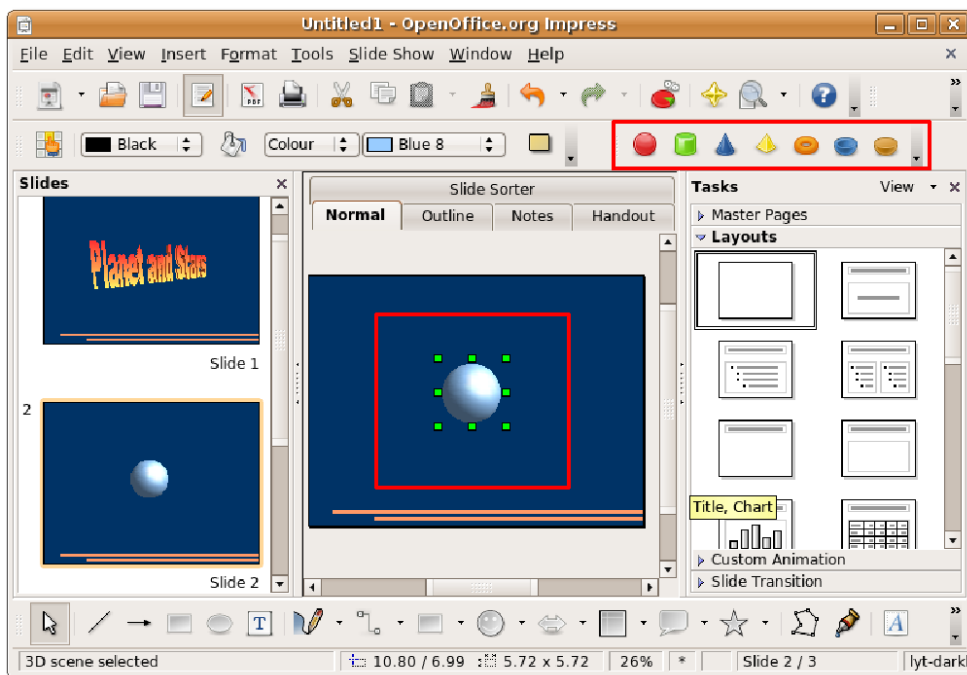 Untitled1 - OpenOffice.org Impress
File Edit View Insert Format Tools Slide Show Window Help
PDF
Black Colour Blue 8
Slides
Planet and Stars
Slide 1
2
Slide 2
Slide Sorter
Normal Outline Notes Handout
Tasks View
Master Pages
Layouts
Title, Chart
Custom Animation
Slide Transition
T
A
3D scene selected 10.80 / 6.99 5.72 x 5.72 26% * Slide 2 / 3 lyt-darkl